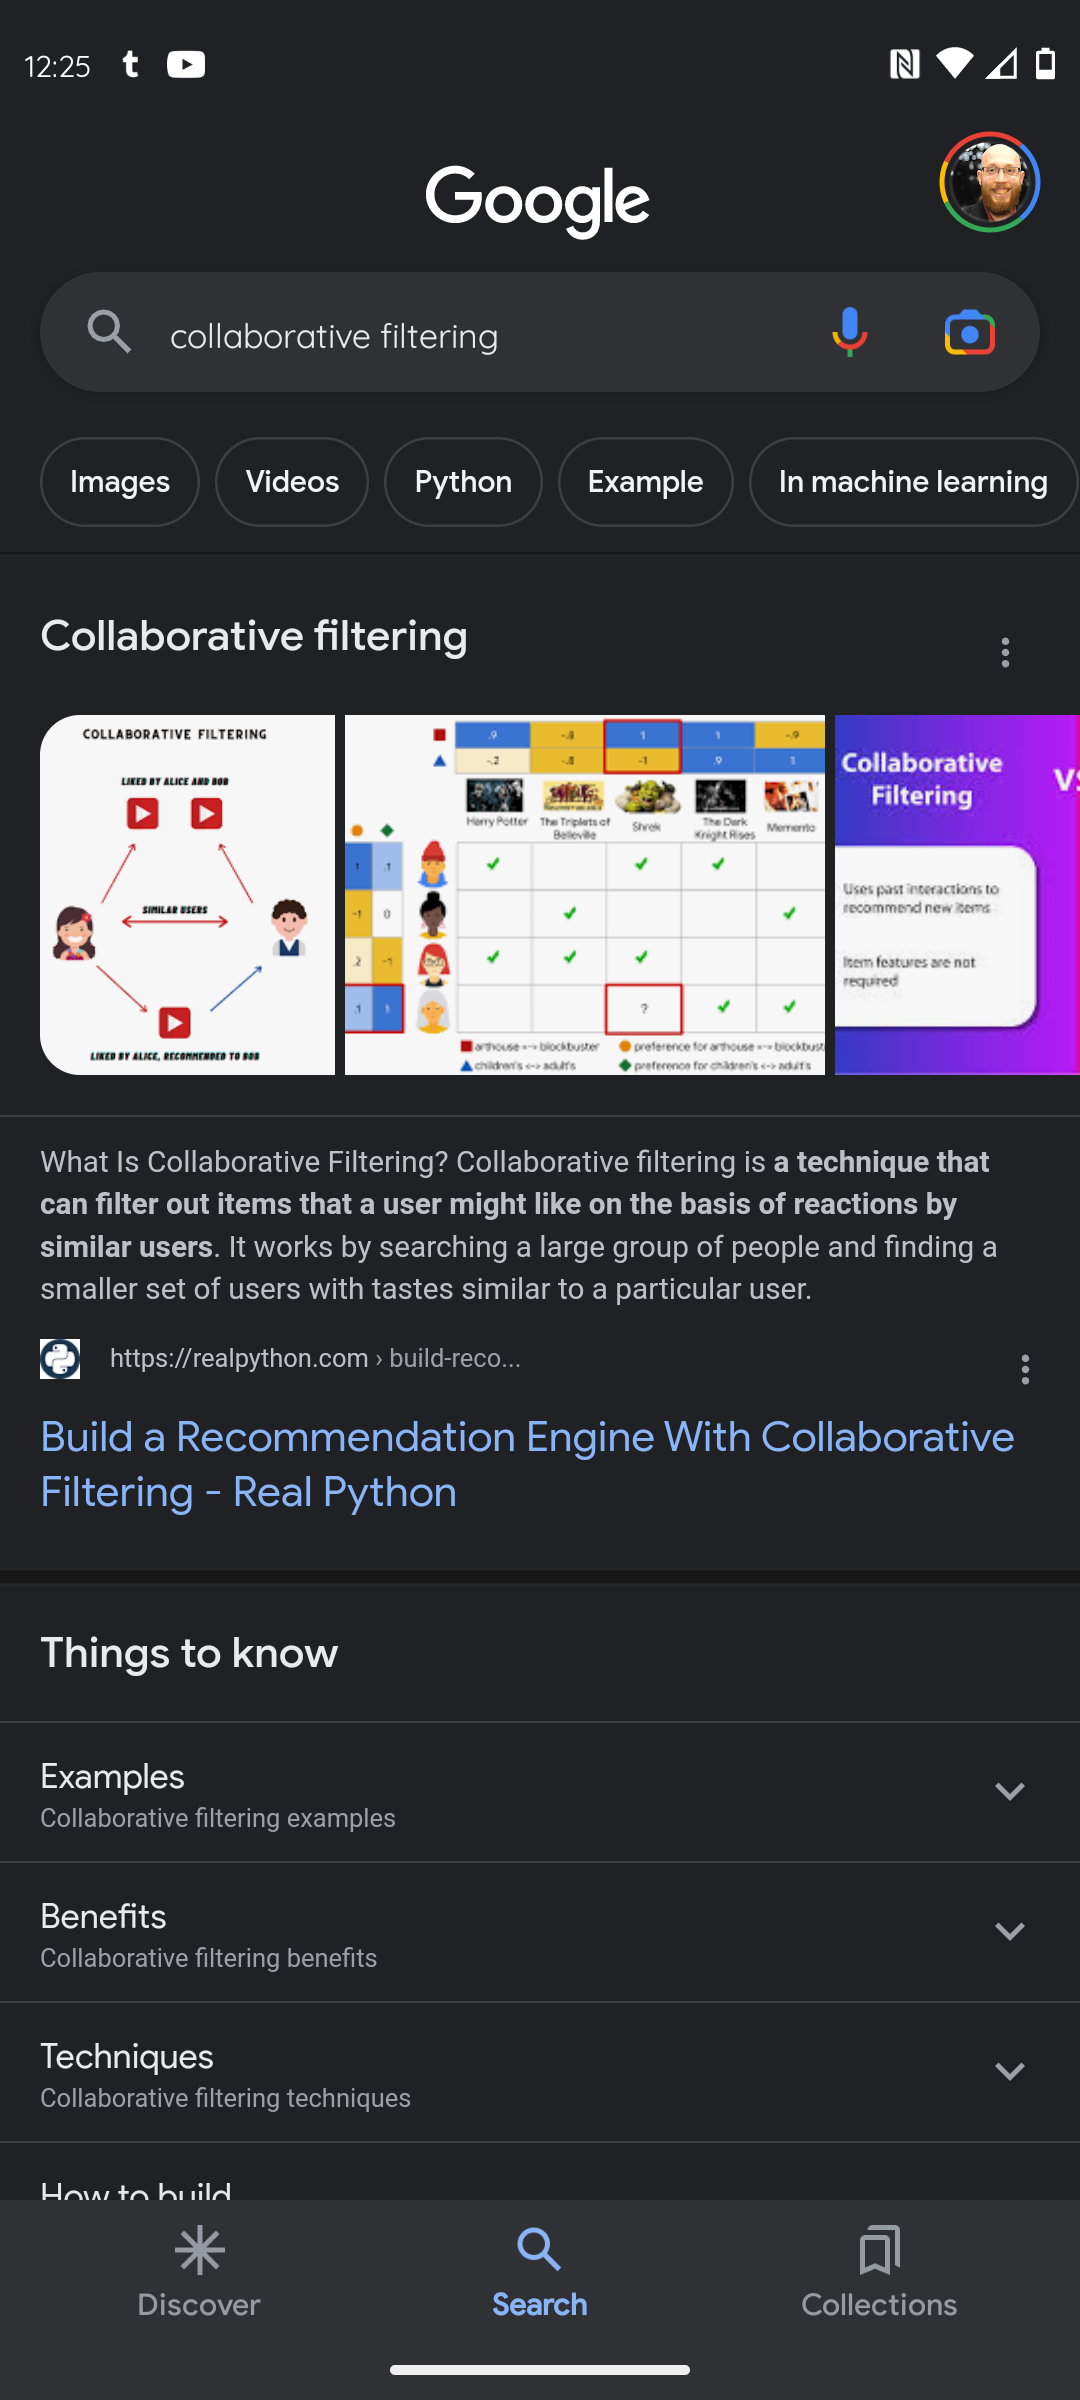 12:25
Google
collaborative filtering
Images
Videos
Python
Example
In machine learning
Collaborative filtering
COLLABORATIVE FILTERING
LIKED BY ALICE AND BOB
SIMILAR USERS
LIKED BY ALICE, RECOMMENDED TO BOB
.9 -.8 1 1 -.9
-.2 -.8 -1 .9 1
Harry Potter
The Triplets of Belleville
Shrek
The Dark Knight Rises
Memento
1 .1
-1 0
.2 -1
.1 1
?
arthouse <-> blockbuster
preference for arthouse <-> blockbust
children's <-> adult's
preference for children's <-> adult's
Collaborative
Filtering
VS
Uses past interactions to
recommend new items
Item features are not
required
What Is Collaborative Filtering? Collaborative filtering is a technique that
can filter out items that a user might like on the basis of reactions by
similar users. It works by searching a large group of people and finding a
smaller set of users with tastes similar to a particular user.
https://realpython.com › build-reco...
Build a Recommendation Engine With Collaborative
Filtering - Real Python
Things to know
Examples
Collaborative filtering examples
Benefits
Collaborative filtering benefits
Techniques
Collaborative filtering techniques
How to build
Discover
Search
Collections